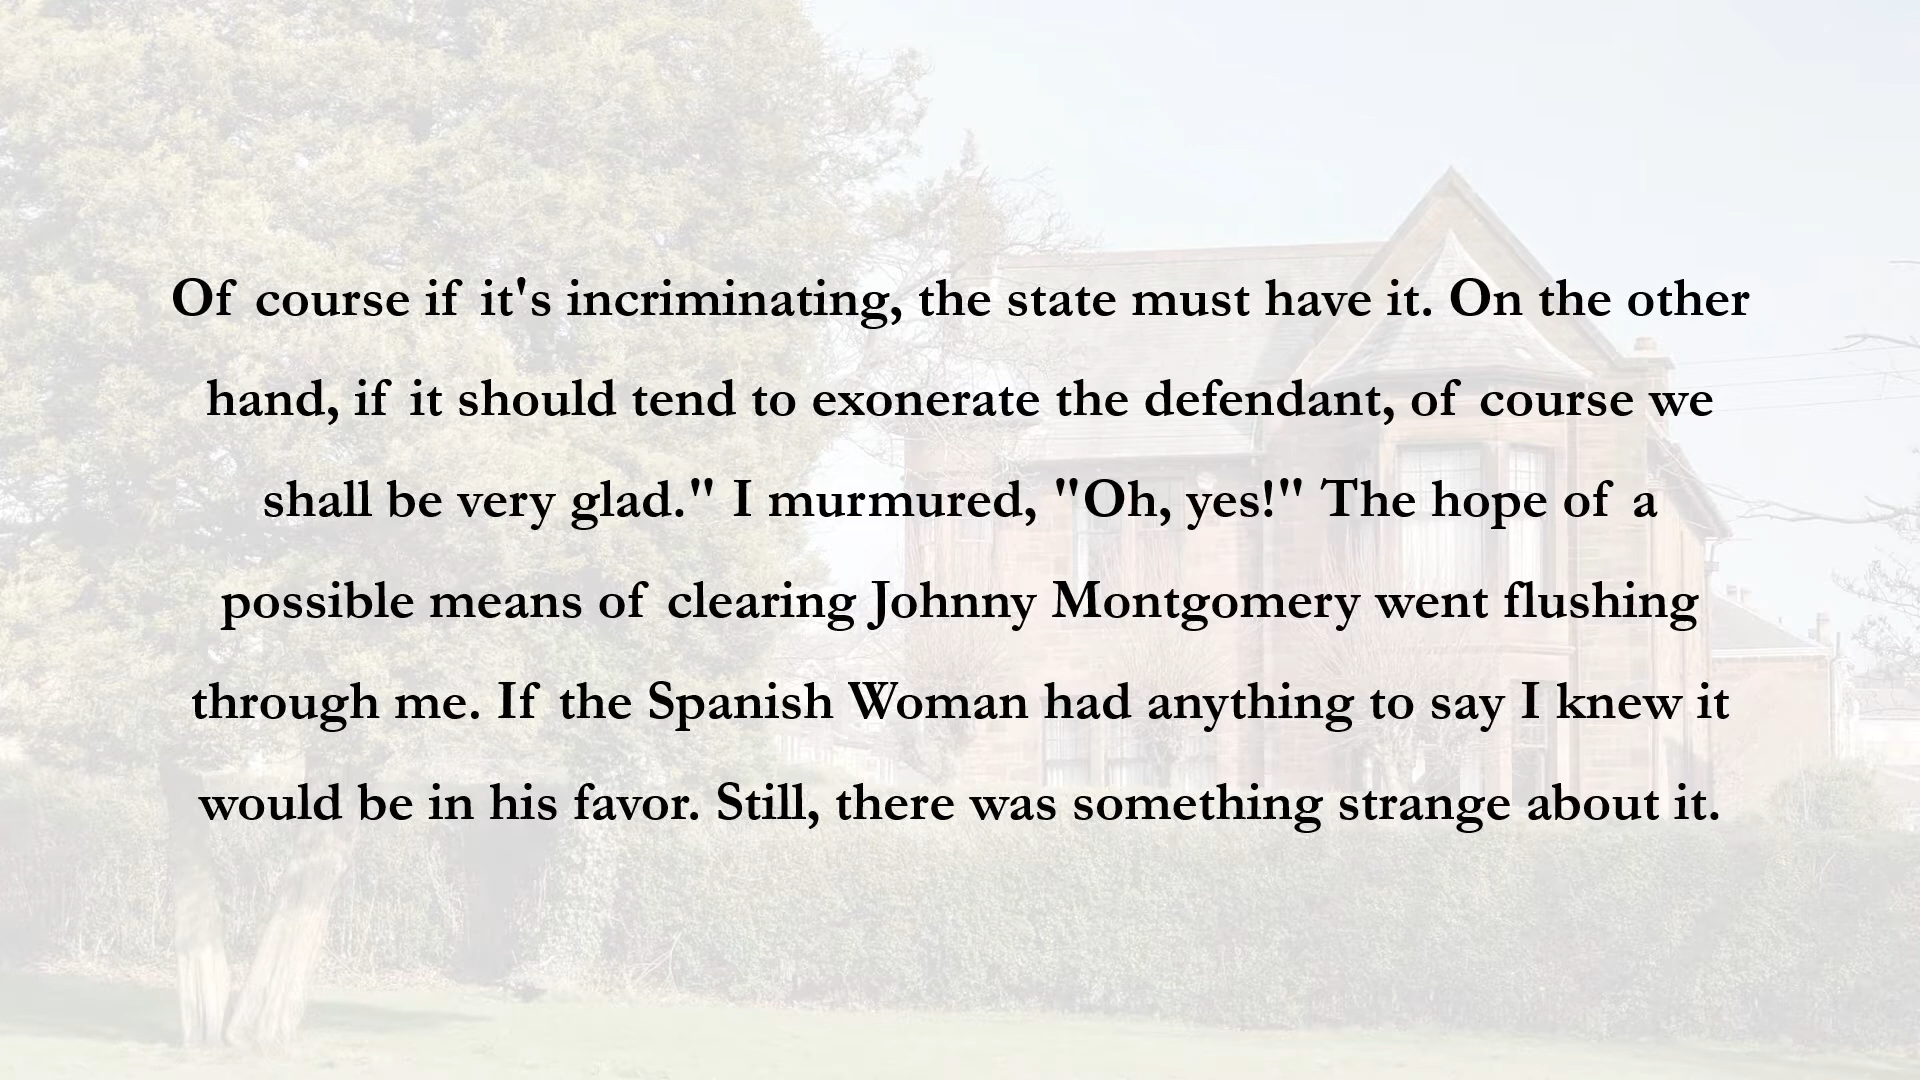 Of course if it's incriminating, the state must have it. On the other
hand, if it should tend to exonerate the defendant, of course we
shall be very glad." I murmured, "Oh, yes!" The hope of a
possible means of clearing Johnny Montgomery went flushing
through me. If the Spanish Woman had anything to say I knew it
would be in his favor. Still, there was something strange about it.